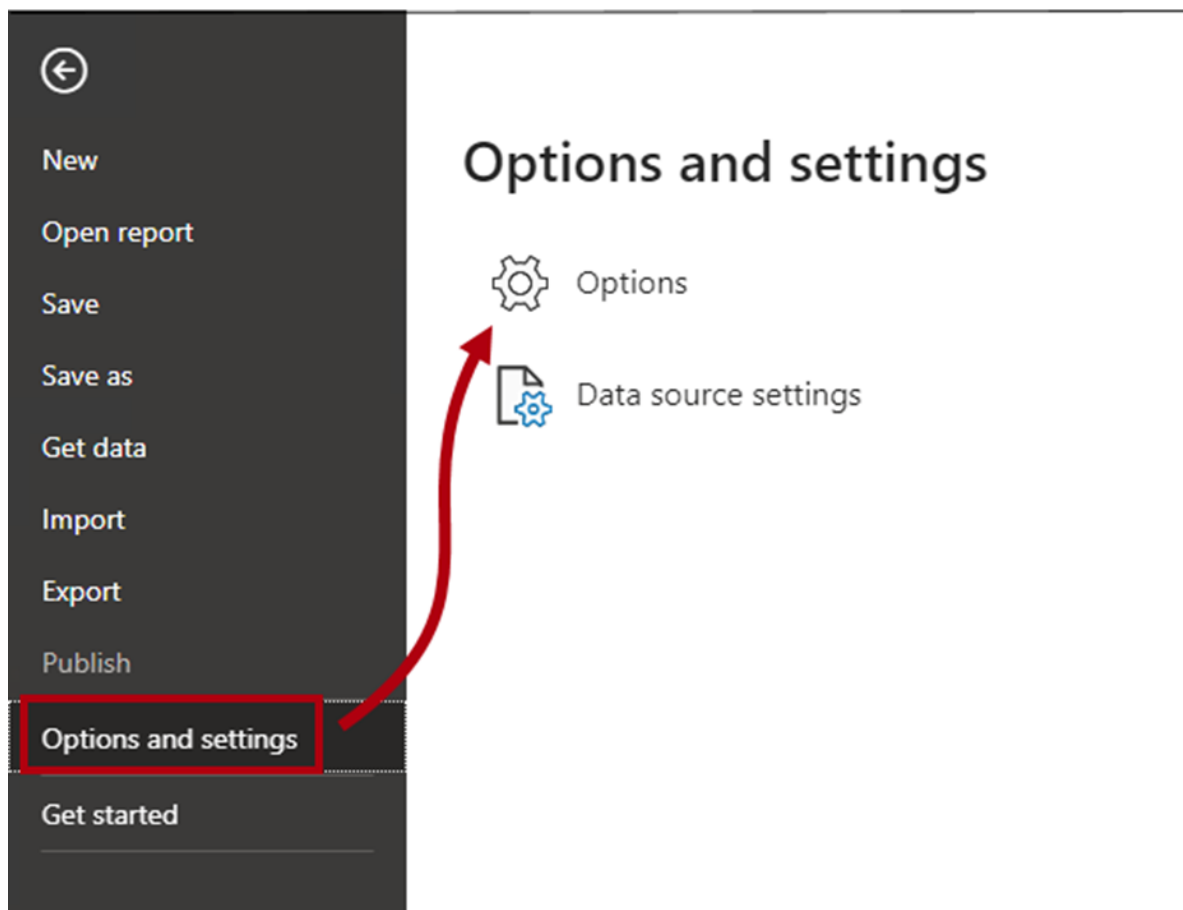 New
Open report
Save
Save as
Get data
Import
Export
Publish
Options and settings
Get started
Options and settings
Options
Data source settings